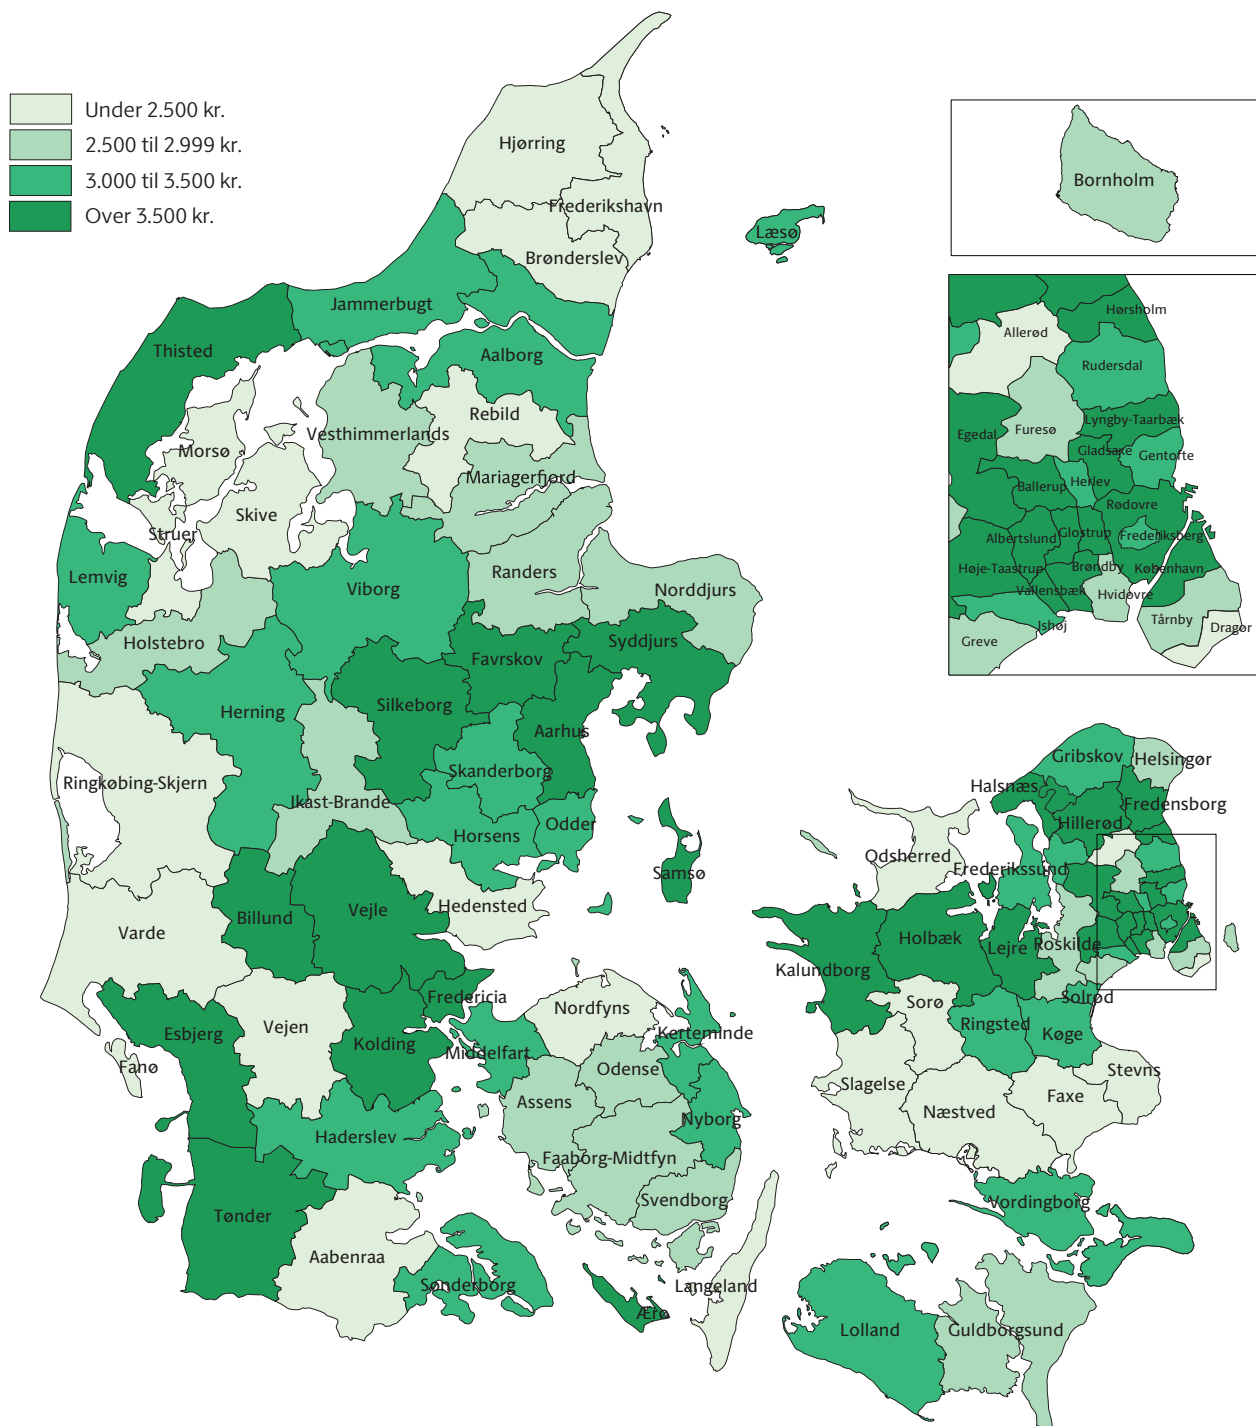 Under 2.500 kr.
2.500 til 2.999 kr.
3.000 til 3.500 kr.
Over 3.500 kr.
Hjørring
Frederikshavn
Brønderslev
Læsø
Jammerbugt
Thisted
Aalborg
Rebild
Vesthimmerlands
Morsø
Mariagerfjord
Skive
Struer
Lemvig
Viborg
Randers
Norddjurs
Holstebro
Favrskov
Syddjurs
Silkeborg
Herning
Aarhus
Skanderborg
Ringkøbing-Skjern
Ikast-Brande
Horsens
Odder
Samsø
Hedensted
Billund
Vejle
Varde
Fredericia
Esbjerg
Vejen
Kolding
Fanø
Haderslev
Tønder
Aabenraa
Sønderborg
Nordfyns
Kerteminde
Middelfart
Odense
Assens
Nyborg
Faaborg-Midtfyn
Svendborg
Langeland
Ærø
Bornholm
Hørsholm
Allerød
Rudersdal
Lyngby-Taarbæk
Furesø
Egedal
Gladsaxe
Gentofte
Ballerup
Herlev
Rødovre
Albertslund
Glostrup
Frederiksberg
Høje-Taastrup
Brøndby
København
Vallensbæk
Hvidovre
Ishøj
Tårnby
Dragør
Greve
Gribskov
Helsingør
Halsnæs
Fredensborg
Hillerød
Odsherred
Frederikssund
Holbæk
Lejre
Roskilde
Kalundborg
Sorø
Solrød
Ringsted
Køge
Stevns
Slagelse
Næstved
Faxe
Vordingborg
Lolland
Guldborgsund